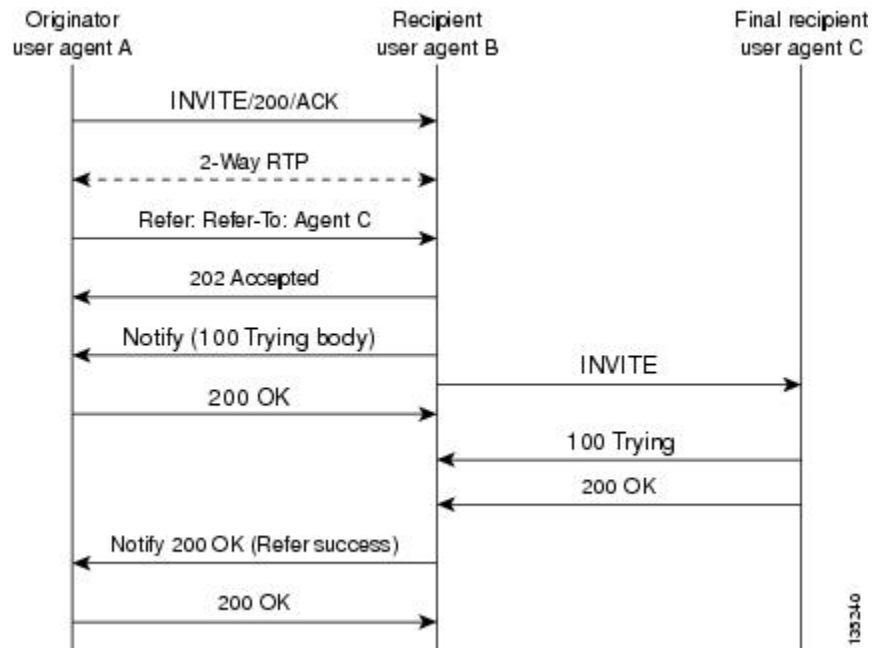 Originator
user agent A
Recipient
user agent B
Final recipient
user agent C
INVITE/200/ACK
2-Way RTP
Refer: Refer-To: Agent C
202 Accepted
Notify (100 Trying body)
INVITE
200 OK
100 Trying
200 OK
Notify 200 OK (Refer success)
200 OK
135240